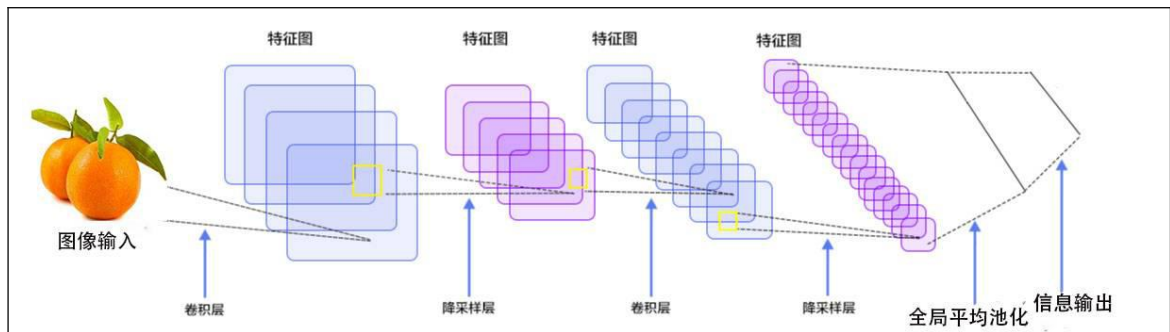 特征图
特征图
特征图
特征图
图像输入
卷积层
降采样层
卷积层
降采样层
全局平均池化
信息输出